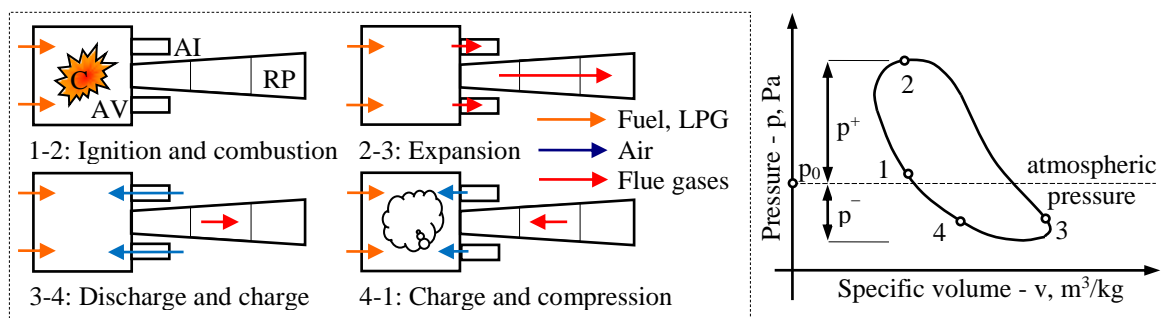 AI
C
RP
AV
1-2: Ignition and combustion
2-3: Expansion
Fuel, LPG
Air
Flue gases
3-4: Discharge and charge
4-1: Charge and compression
Pressure - p, Pa
p⁺
p₀
p⁻
2
1
4
3
atmospheric
pressure
Specific volume - v, m³/kg